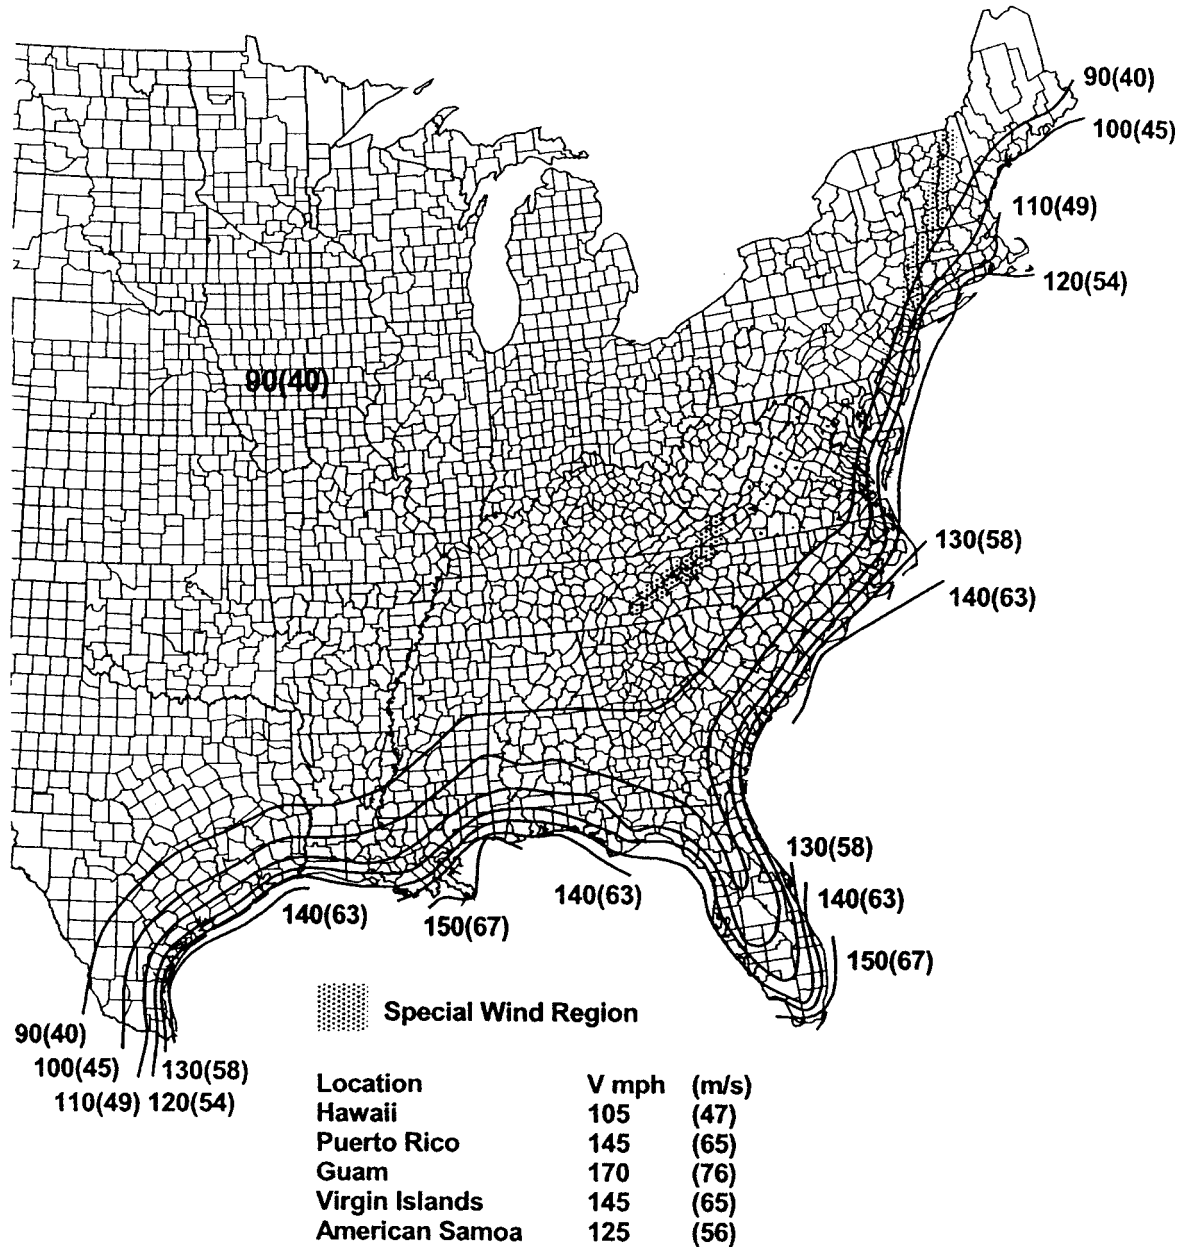 90(40)
100(45)
110(49)
120(54)
90(40)
130(58)
140(63)
130(58)
140(63)
140(63)
140(63)
150(67)
150(67)
Special Wind Region
90(40)
100(45)
130(58)
110(49)
120(54)
Location V mph (m/s)
Hawaii 105 (47)
Puerto Rico 145 (65)
Guam 170 (76)
Virgin Islands 145 (65)
American Samoa 125 (56)